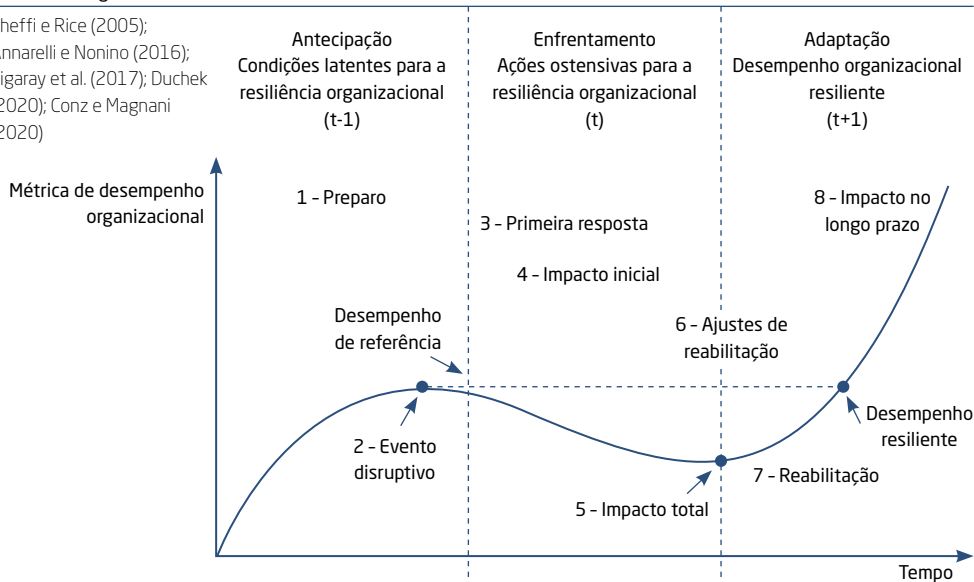 heffi e Rice (2005);
nnarelli e Nonino (2016);
igaray et al. (2017); Duchek
2020); Conz e Magnani
2020)
Antecipação
Condições latentes para a
resiliência organizacional
(t-1)
Enfrentamento
Ações ostensivas para a
resiliência organizacional
(t)
Adaptação
Desempenho organizacional
resiliente
(t+1)
Métrica de desempenho
organizacional
1 – Preparo
3 – Primeira resposta
4 – Impacto inicial
8 – Impacto no
longo prazo
Desempenho
de referência
6 – Ajustes de
reabilitação
2 – Evento
disruptivo
Desempenho
resiliente
7 – Reabilitação
5 – Impacto total
Tempo